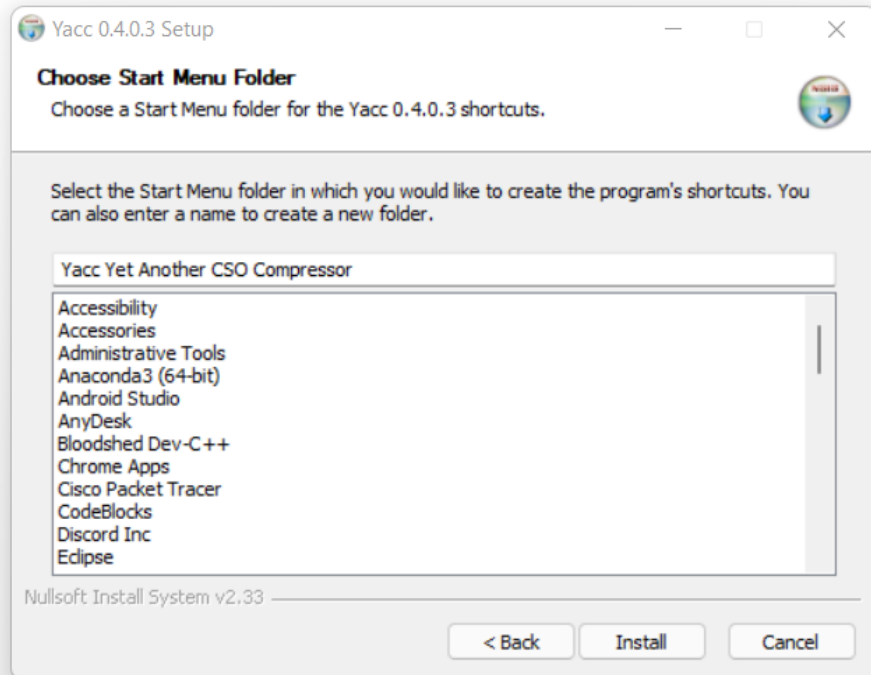 Yacc 0.4.0.3 Setup
Choose Start Menu Folder
Choose a Start Menu folder for the Yacc 0.4.0.3 shortcuts.
Select the Start Menu folder in which you would like to create the program's shortcuts. You
can also enter a name to create a new folder.
Yacc Yet Another CSO Compressor
Accessibility
Accessories
Administrative Tools
Anaconda3 (64-bit)
Android Studio
AnyDesk
Bloodshed Dev-C++
Chrome Apps
Cisco Packet Tracer
CodeBlocks
Discord Inc
Eclipse
Nullsoft Install System v2.33
< Back
Install
Cancel